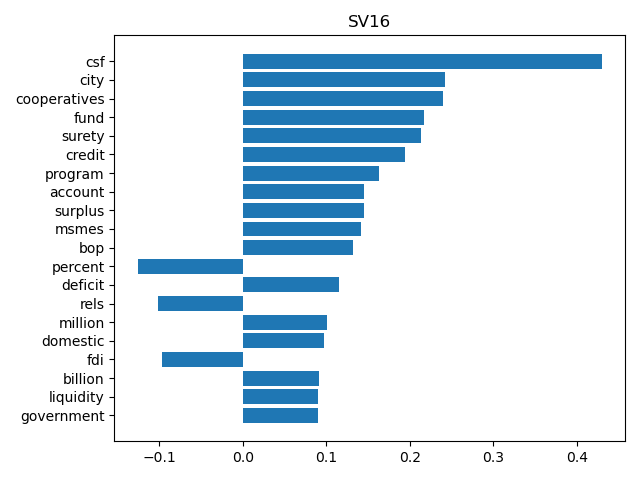 SV16
csf
city
cooperatives
fund
surety
credit
program
account
surplus
msmes
bop
percent
deficit
rels
million
domestic
fdi
billion
liquidity
government
−0.1 0.0 0.1 0.2 0.3 0.4